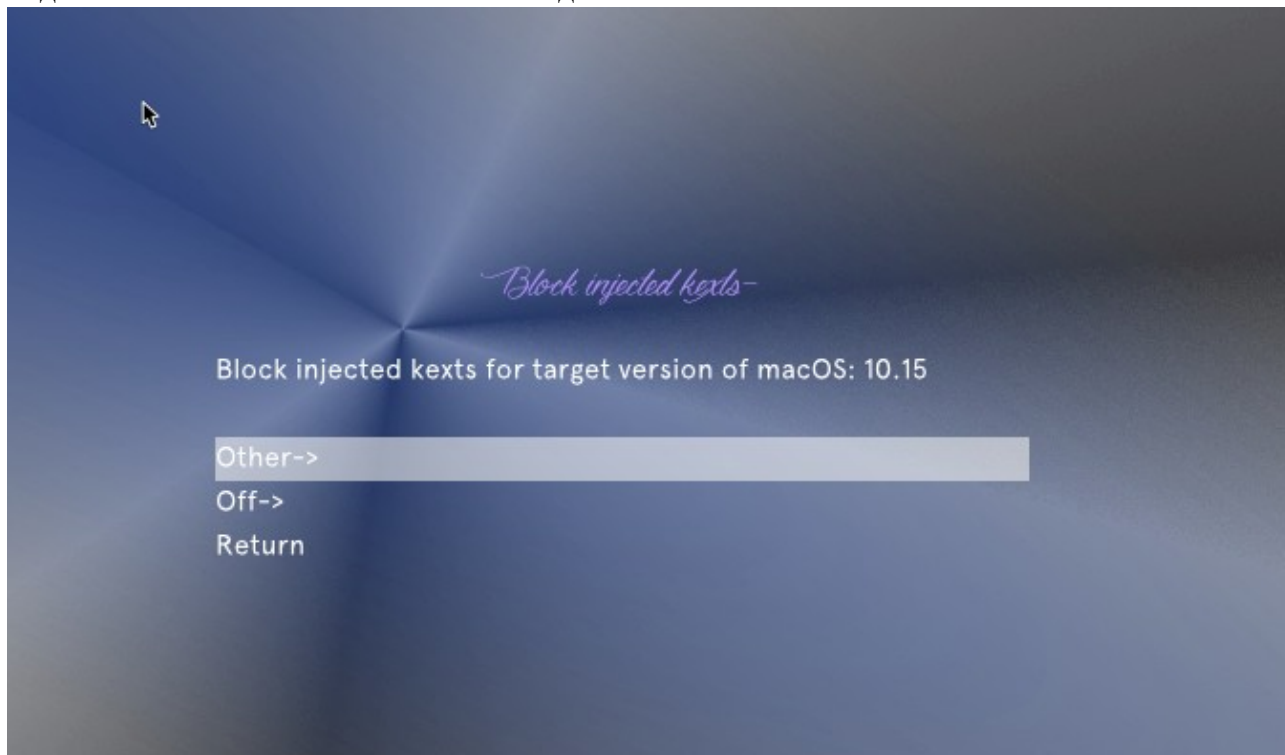 Block injected kexts-
Block injected kexts for target version of macOS: 10.15
Other->
Off->
Return